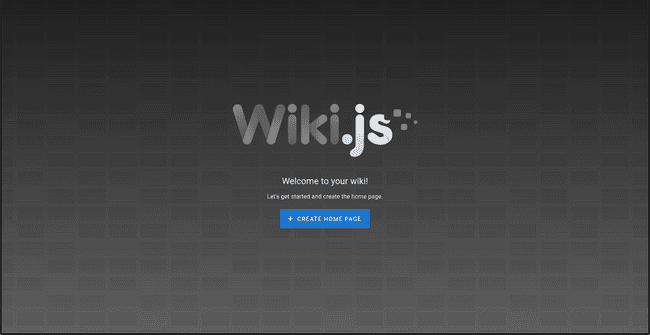 Wiki.js
Welcome to your wiki!
Let's get started and create the home page.
+ CREATE HOME PAGE